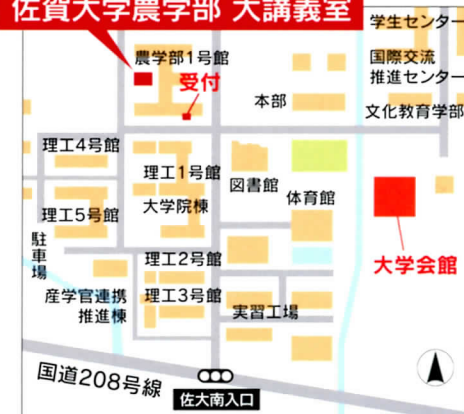 佐賀大学農学部 大講義室
学生センター
農学部1号館
国際交流
推進センター
受付
本部
文化教育学部
理工4号館
理工1号館
大学院棟
図書館
体育館
理工5号館
駐車場
大学会館
理工2号館
産学官連携
推進棟
理工3号館
実習工場
国道208号線
佐大南入口